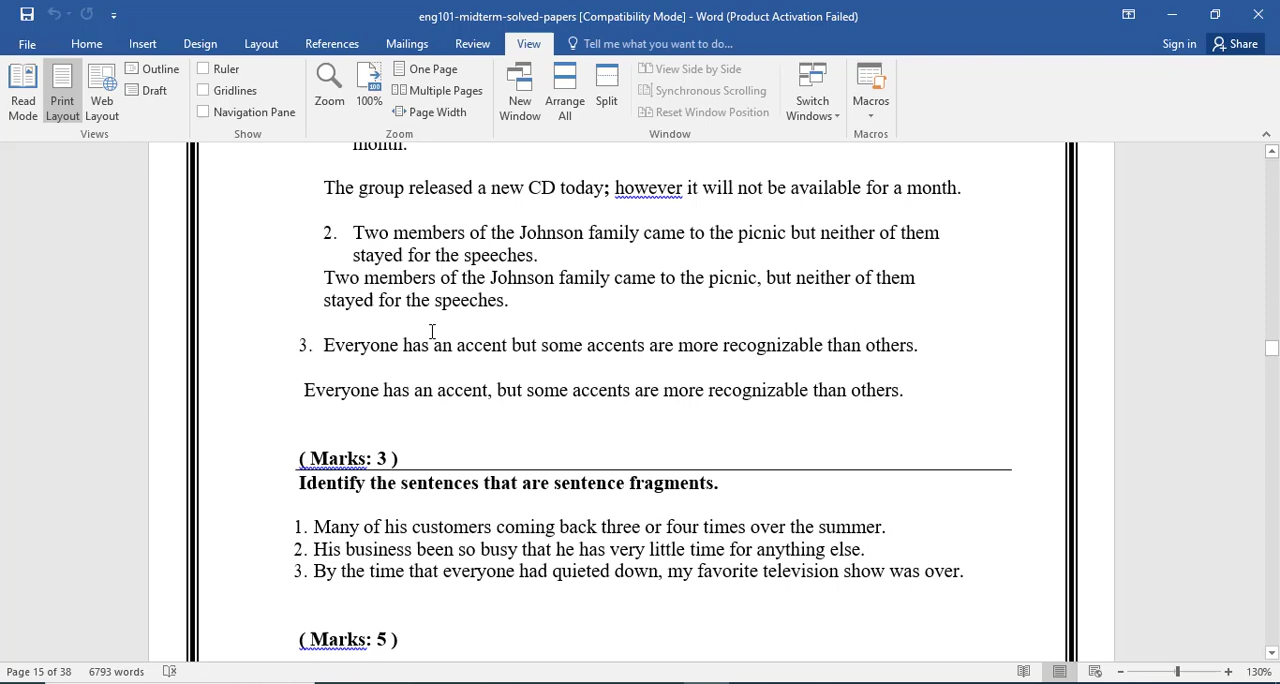 eng101-midterm-solved-papers [Compatibility Mode] - Word (Product Activation Failed)
File Home Insert Design Layout References Mailings Review View Tell me what you want to do... Sign in Share
Read Mode
Print Layout
Web Layout
Outline
Draft
Views
Ruler
Gridlines
Navigation Pane
Show
Zoom
100%
One Page
Multiple Pages
Page Width
Zoom
New Window
Arrange All
Split
View Side by Side
Synchronous Scrolling
Reset Window Position
Window
Switch Windows
Macros
Macros
month.
The group released a new CD today; however it will not be available for a month.
2. Two members of the Johnson family came to the picnic but neither of them
stayed for the speeches.
Two members of the Johnson family came to the picnic, but neither of them
stayed for the speeches.
3. Everyone has an accent but some accents are more recognizable than others.
Everyone has an accent, but some accents are more recognizable than others.
( Marks: 3 )
Identify the sentences that are sentence fragments.
1. Many of his customers coming back three or four times over the summer.
2. His business been so busy that he has very little time for anything else.
3. By the time that everyone had quieted down, my favorite television show was over.
( Marks: 5 )
Page 15 of 38 6793 words 130%